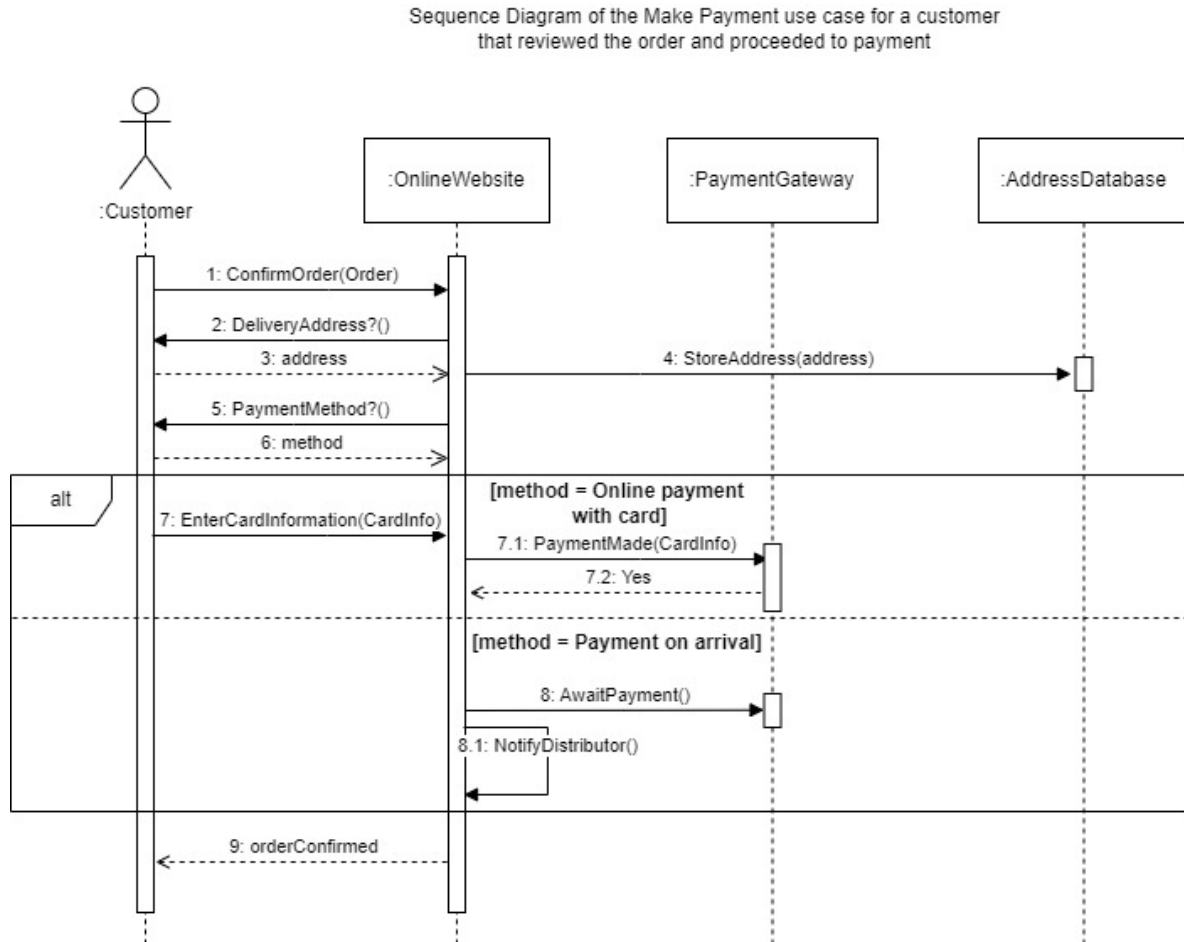 Sequence Diagram of the Make Payment use case for a customer
that reviewed the order and proceeded to payment
:Customer
:OnlineWebsite
:PaymentGateway
:AddressDatabase
1: ConfirmOrder(Order)
2: DeliveryAddress?()
3: address
4: StoreAddress(address)
5: PaymentMethod?()
6: method
alt
[method = Online payment
with card]
7: EnterCardInformation(CardInfo)
7.1: PaymentMade(CardInfo)
7.2: Yes
[method = Payment on arrival]
8: AwaitPayment()
8.1: NotifyDistributor()
9: orderConfirmed